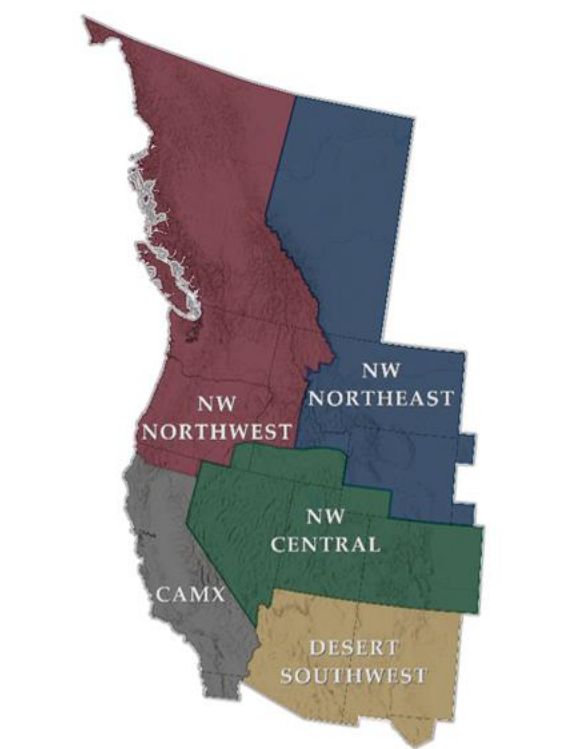 NW
NORTHEAST
NW
NORTHWEST
NW
CENTRAL
CAMX
DESERT
SOUTHWEST